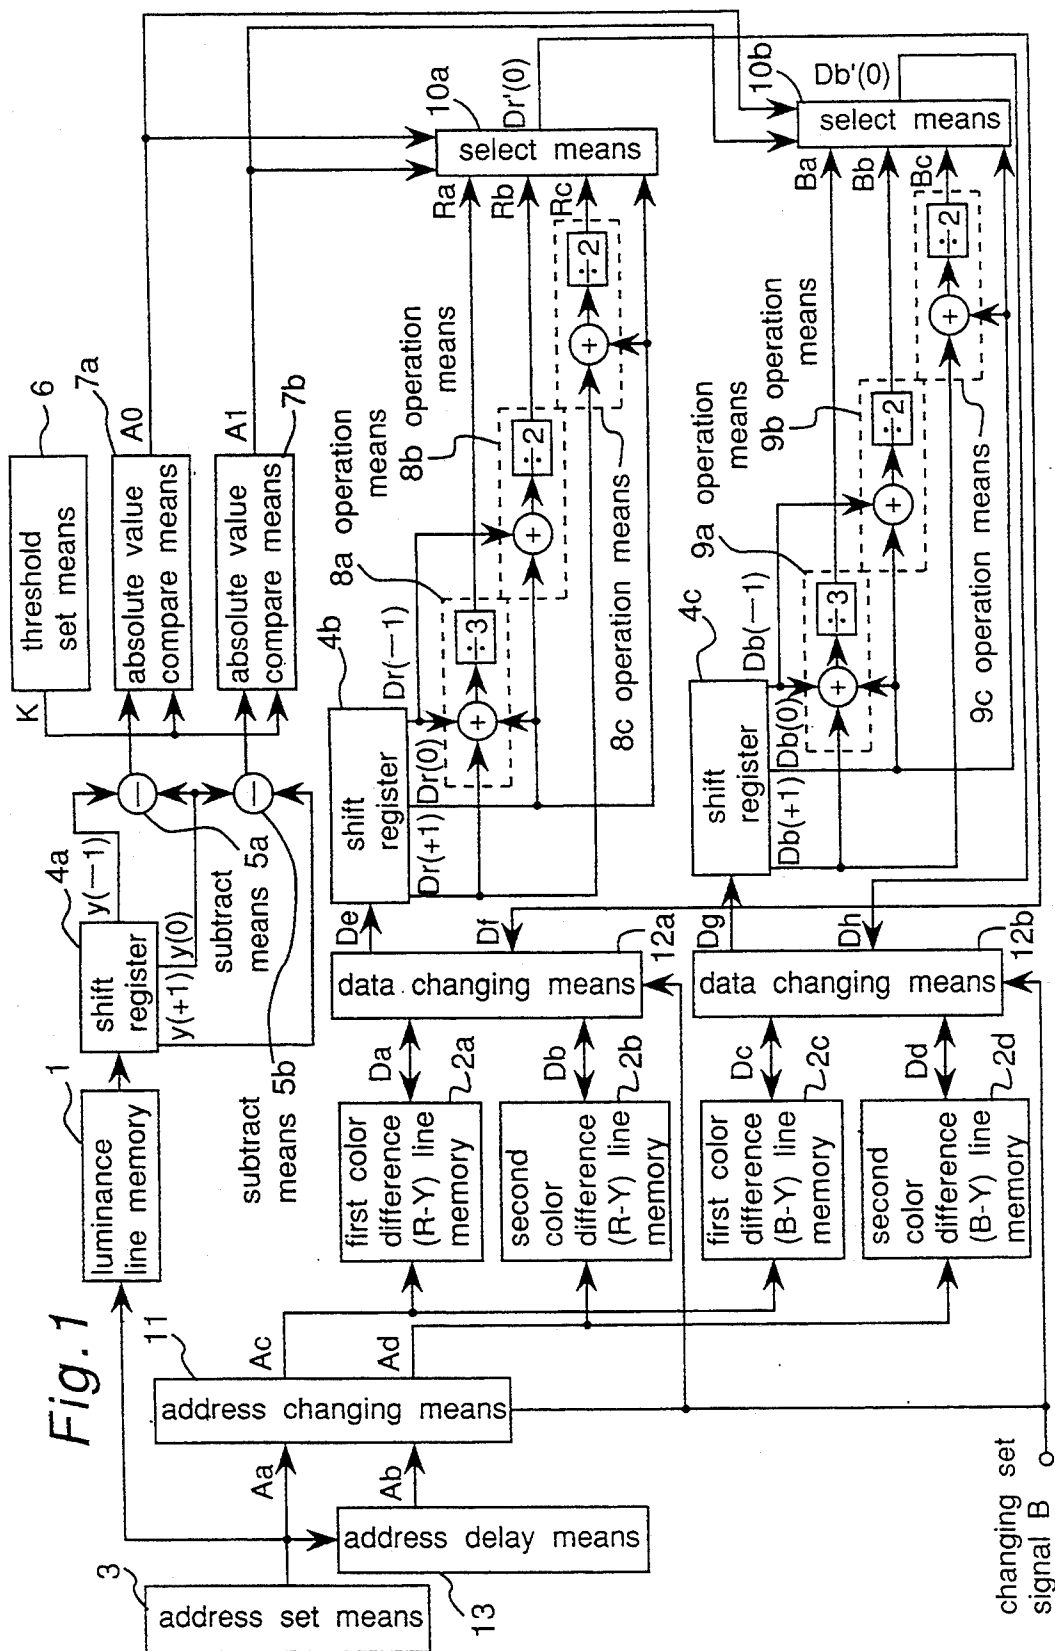 Fig. 1
3
address set means
13
address delay means
Aa
Ab
11
address changing means
Ac
Ad
changing set
signal B
1
luminance
line memory
4a
shift
register
y(—1)
y(0)
y(+1)
subtract
means 5a
subtract
means 5b
6
threshold
set means
K
7a
absolute value
compare means
A0
absolute value
compare means
7b
A1
first color
difference
(R-Y) line
memory
2a
Da
second
color
difference
(R-Y) line
memory
2b
Db
data changing means
12a
De
Df
4b
shift
register
Dr(+1)
Dr(0)
Dr(—1)
8a operation
means
+
÷3
8b operation
means
+
÷2
8c operation means
+
÷2
Ra
Rb
Rc
10a
select means
Dr'(0)
first color
difference
(B-Y) line
memory
2c
Dc
second
color
difference
(B-Y) line
memory
2d
Dd
data changing means
12b
Dg
Dh
4c
shift
register
Db(+1)
Db(0)
Db(—1)
9a operation
means
+
÷3
9b operation
means
+
÷2
9c operation means
+
÷2
Ba
Bb
Bc
10b
select means
Db'(0)